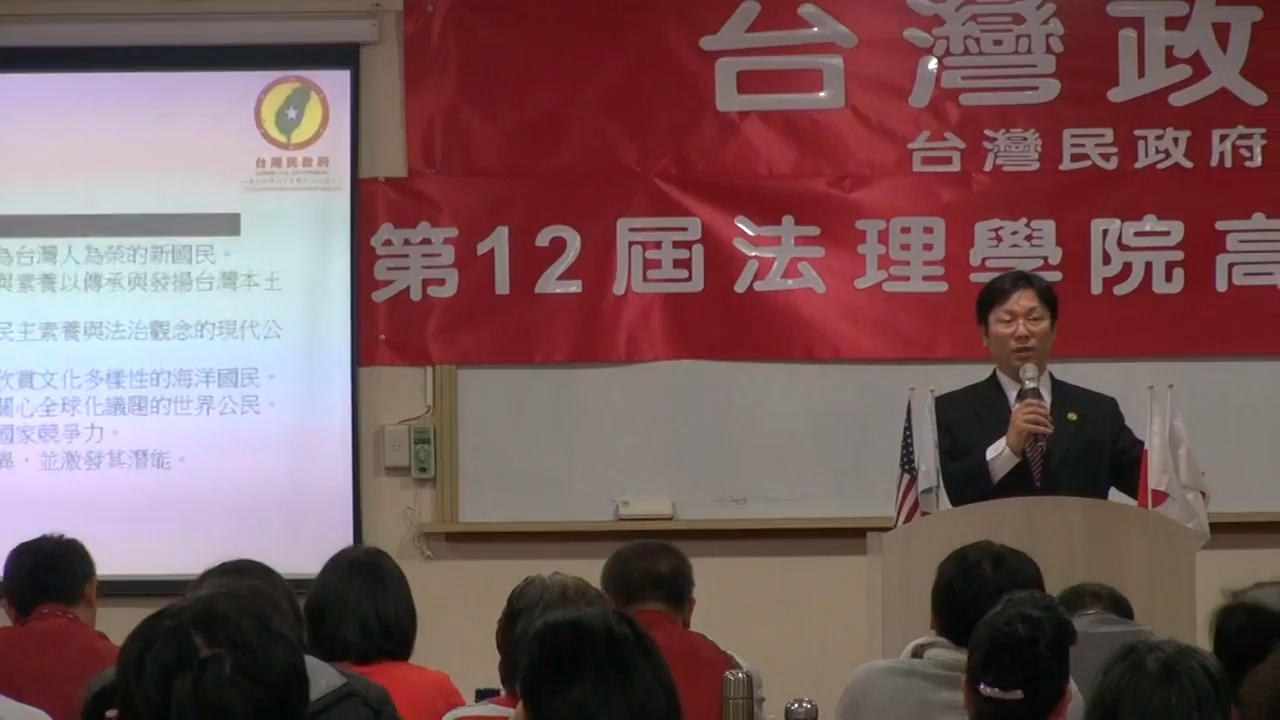 台灣政
台灣民政府
第12屆法理學院高
台灣民政府
為台灣人為榮的新國民。
與素養以傳承與發揚台灣本土
民主素養與法治觀念的現代公
欣賞文化多樣性的海洋國民。
關心全球化議題的世界公民。
國家競爭力。
異，並激發其潛能。